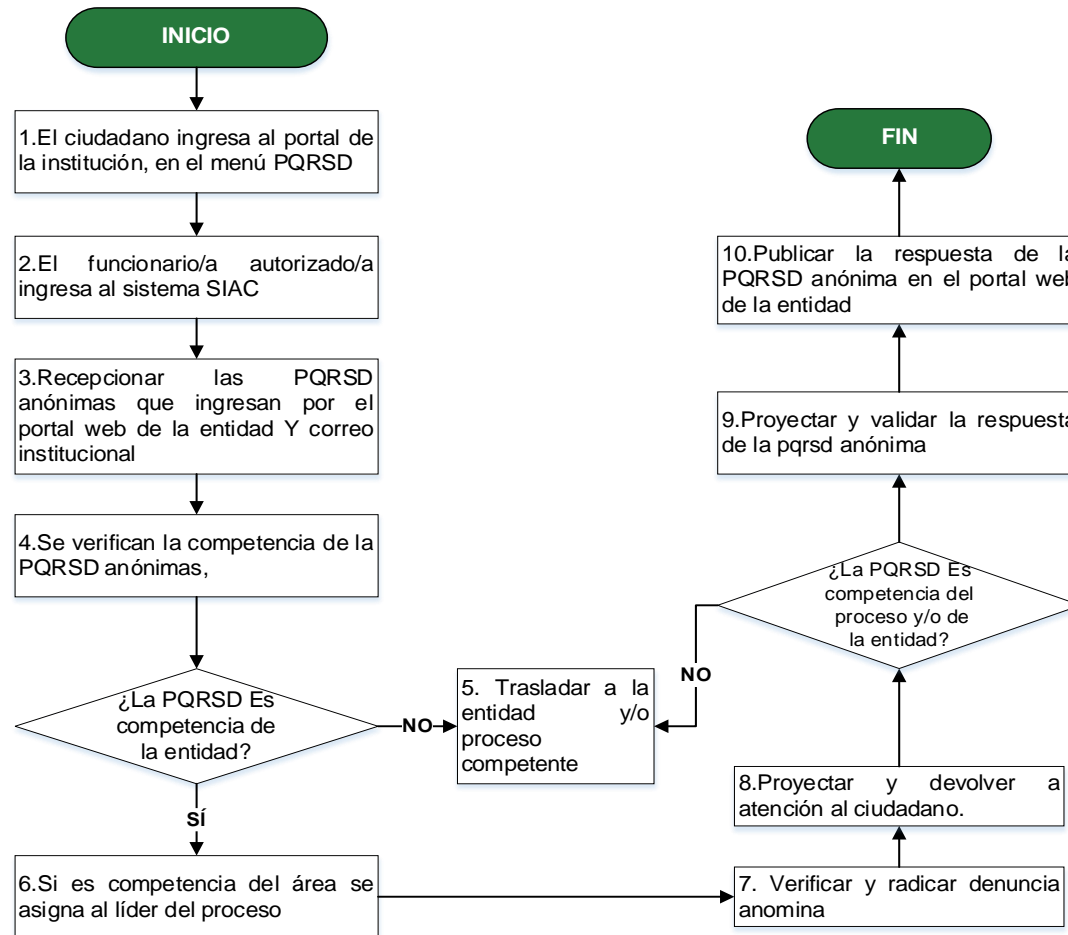 INICIO
1.El ciudadano ingresa al portal de
la institución, en el menú PQRSD
2.El funcionario/a autorizado/a
ingresa al sistema SIAC
3.Recepcionar las PQRSD
anónimas que ingresan por el
portal web de la entidad Y correo
institucional
4.Se verifican la competencia de la
PQRSD anónimas,
¿La PQRSD Es
competencia de
la entidad?
NO
SÍ
5. Trasladar a la
entidad y/o
proceso
competente
6.Si es competencia del área se
asigna al líder del proceso
7. Verificar y radicar denuncia
anomina
8.Proyectar y devolver a
atención al ciudadano.
¿La PQRSD Es
competencia del
proceso y/o de
la entidad?
NO
9.Proyectar y validar la respuesta
de la pqrsd anónima
10.Publicar la respuesta de la
PQRSD anónima en el portal web
de la entidad
FIN